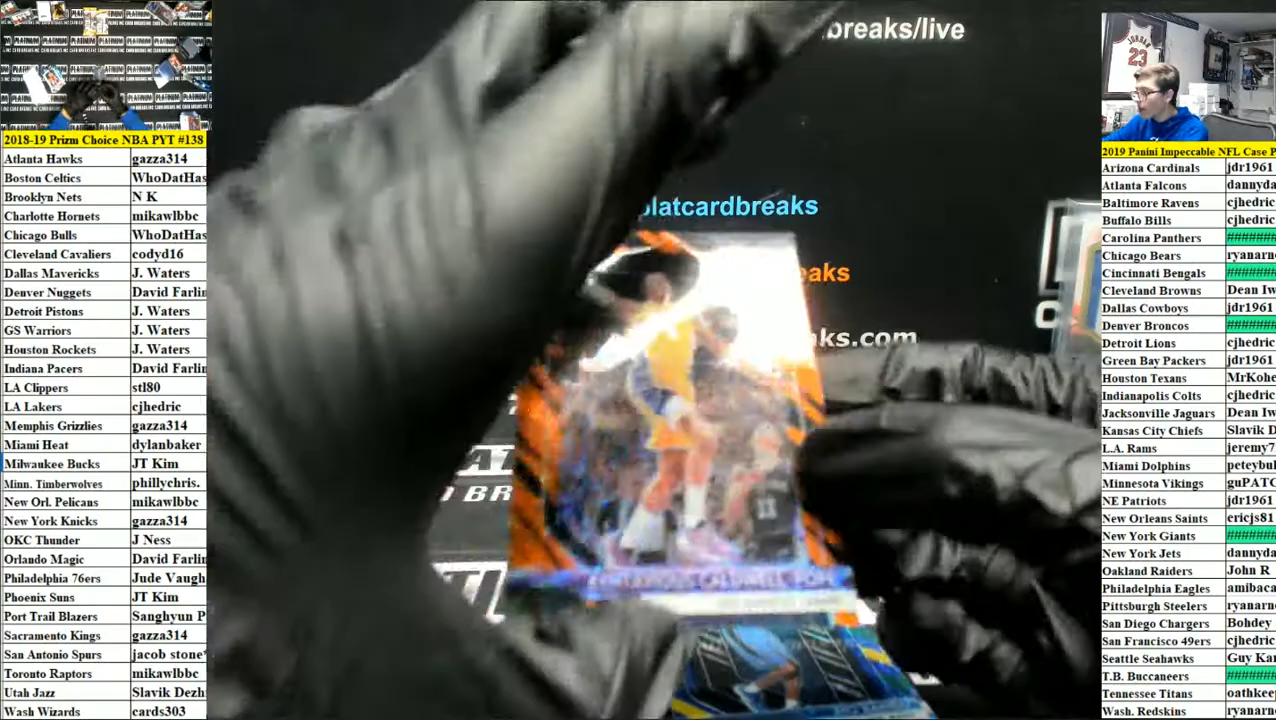 2018-19 Prizm Choice NBA PYT #138
Atlanta Hawks gazza314
Boston Celtics WhoDatHas
Brooklyn Nets N K
Charlotte Hornets mikawlbbc
Chicago Bulls WhoDatHas
Cleveland Cavaliers codyd16
Dallas Mavericks J. Waters
Denver Nuggets David Farlin
Detroit Pistons J. Waters
GS Warriors J. Waters
Houston Rockets J. Waters
Indiana Pacers David Farlin
LA Clippers stl80
LA Lakers cjhedric
Memphis Grizzlies gazza314
Miami Heat dylanbaker
Milwaukee Bucks JT Kim
Minn. Timberwolves phillychris.
New Orl. Pelicans mikawlbbc
New York Knicks gazza314
OKC Thunder J Ness
Orlando Magic David Farlin
Philadelphia 76ers Jude Vaugh
Phoenix Suns JT Kim
Port Trail Blazers Sanghyun P
Sacramento Kings gazza314
San Antonio Spurs jacob stone'
Toronto Raptors mikawlbbc
Utah Jazz Slavik Dezh
Wash Wizards cards303
breaks/live
platcardbreaks
eaks
ks.com
JORDAN
23
2019 Panini Impeccable NFL Case P
Arizona Cardinals jdr1961
Atlanta Falcons dannyda
Baltimore Ravens cjhedric
Buffalo Bills cjhedric
Carolina Panthers #######
Chicago Bears ryanarn
Cincinnati Bengals #######
Cleveland Browns Dean Iw
Dallas Cowboys jdr1961
Denver Broncos #######
Detroit Lions cjhedric
Green Bay Packers jdr1961
Houston Texans MrKohe
Indianapolis Colts cjhedric
Jacksonville Jaguars Dean Iw
Kansas City Chiefs Slavik D
L.A. Rams jeremy7
Miami Dolphins peteybul
Minnesota Vikings guPATC
NE Patriots jdr1961
New Orleans Saints ericjs81
New York Giants #######
New York Jets dannyda
Oakland Raiders John R
Philadelphia Eagles amibaca
Pittsburgh Steelers ryanarn
San Diego Chargers Bohdey
San Francisco 49ers cjhedric
Seattle Seahawks Guy Kar
T.B. Buccaneers #######
Tennessee Titans oathkee
Wash. Redskins ryanarn